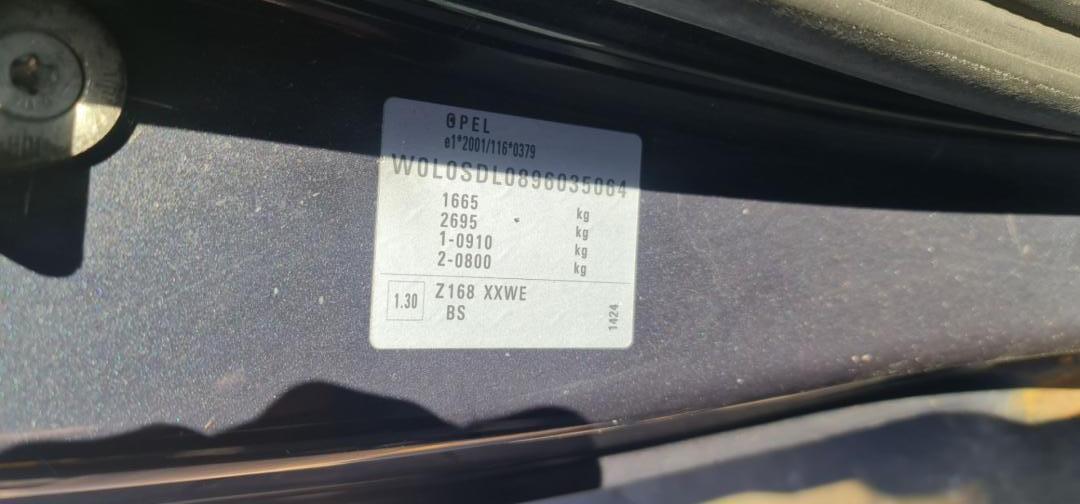 OPEL
e1*2001/116*0379
W0L0SDL0896035064
1665 kg
2695 kg
1-0910 kg
2-0800 kg
1.30 Z168 XXWE
BS
1424